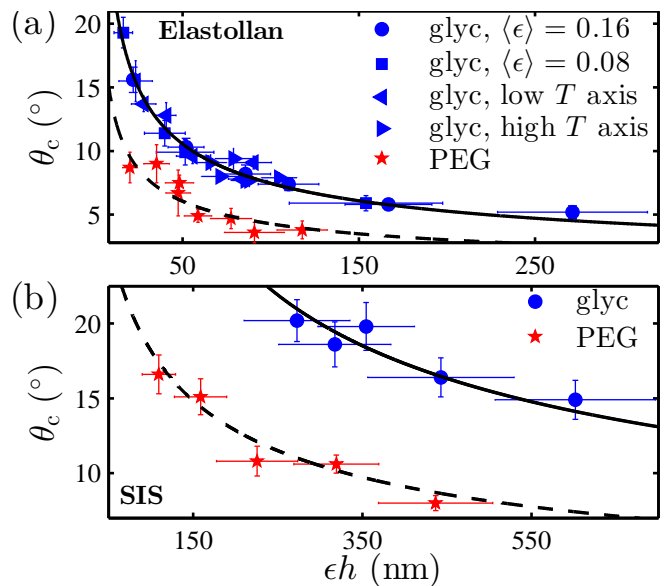 (a)
Elastollan
glyc, ⟨ϵ⟩ = 0.16
glyc, ⟨ϵ⟩ = 0.08
glyc, low T axis
glyc, high T axis
PEG
20
15
10
5
θc (°)
50
150
250
(b)
glyc
PEG
20
15
10
θc (°)
SIS
150
350
550
ϵh (nm)